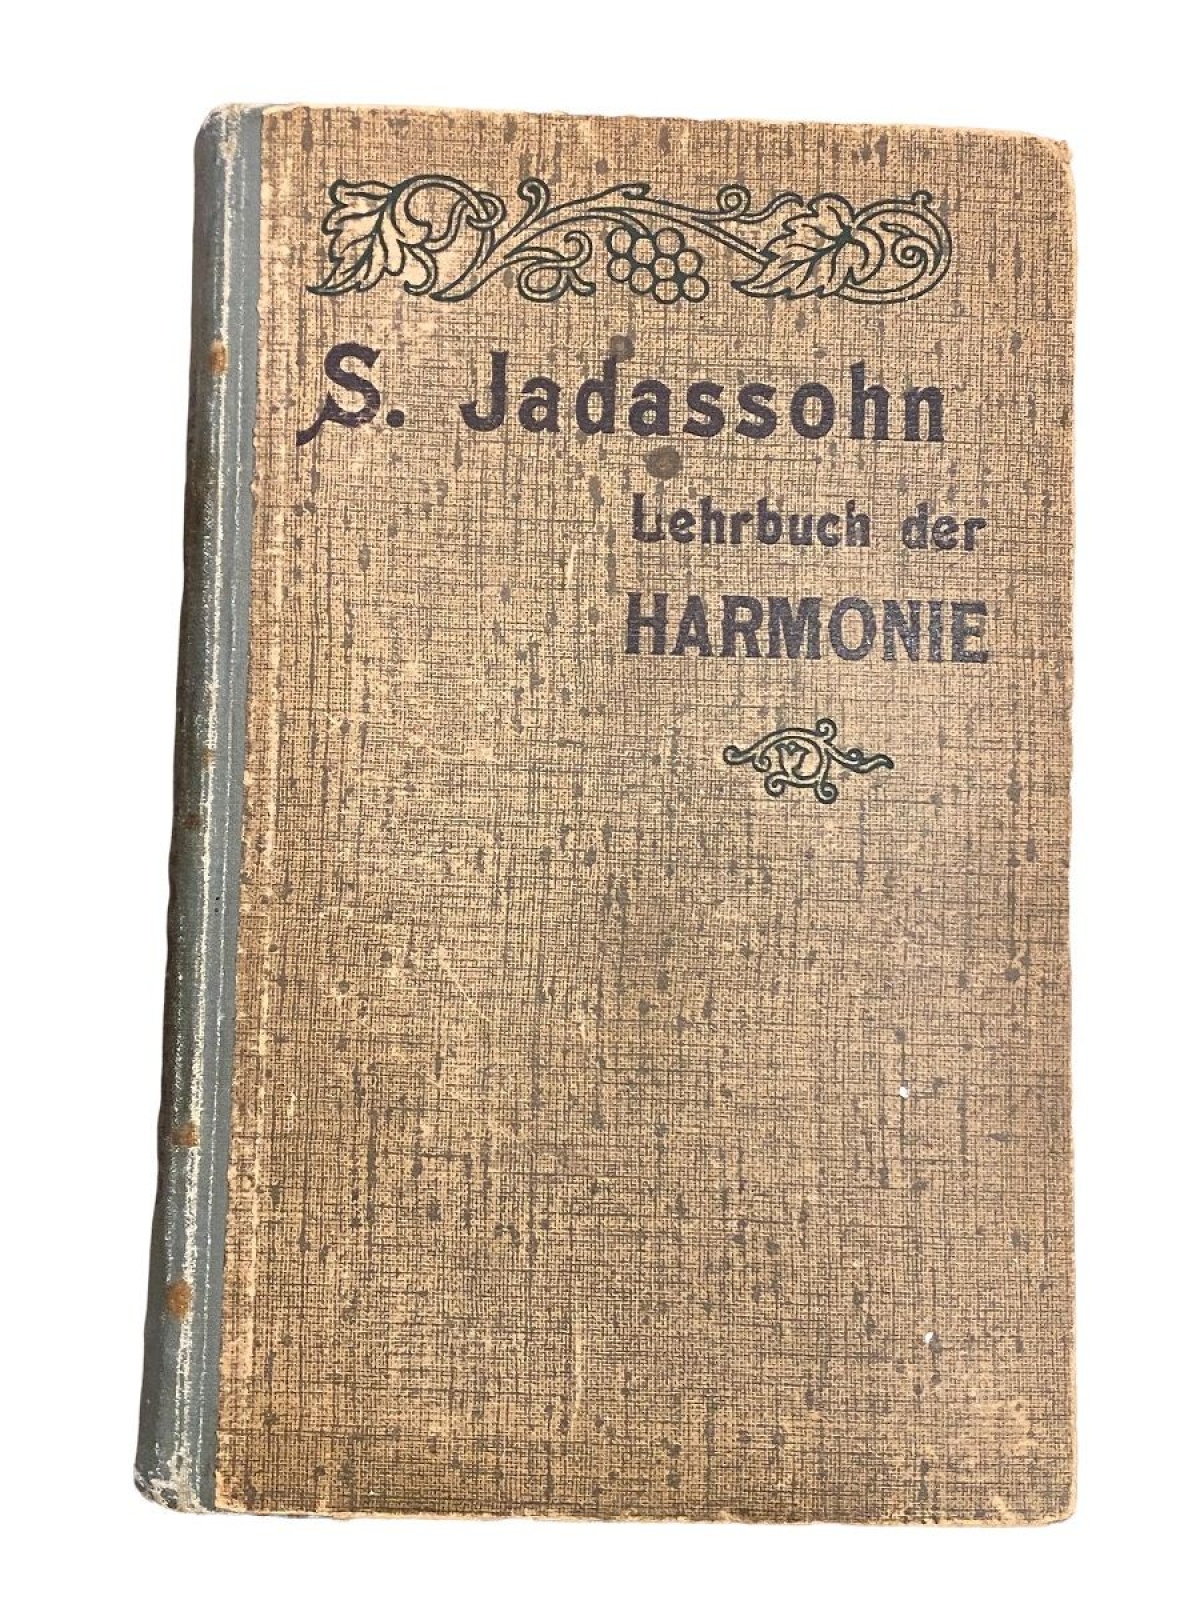 S. Jadassohn
Lehrbuch der
HARMONIE